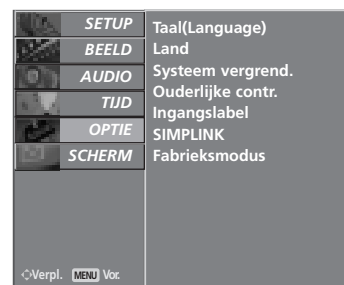 SETUP
BEELD
AUDIO
TIJD
OPTIE
SCHERM
Taal(Language)
Land
Systeem vergrend.
Ouderlijke contr.
Ingangslabel
SIMPLINK
Fabrieksmodus
Verpl. MENU Vor.